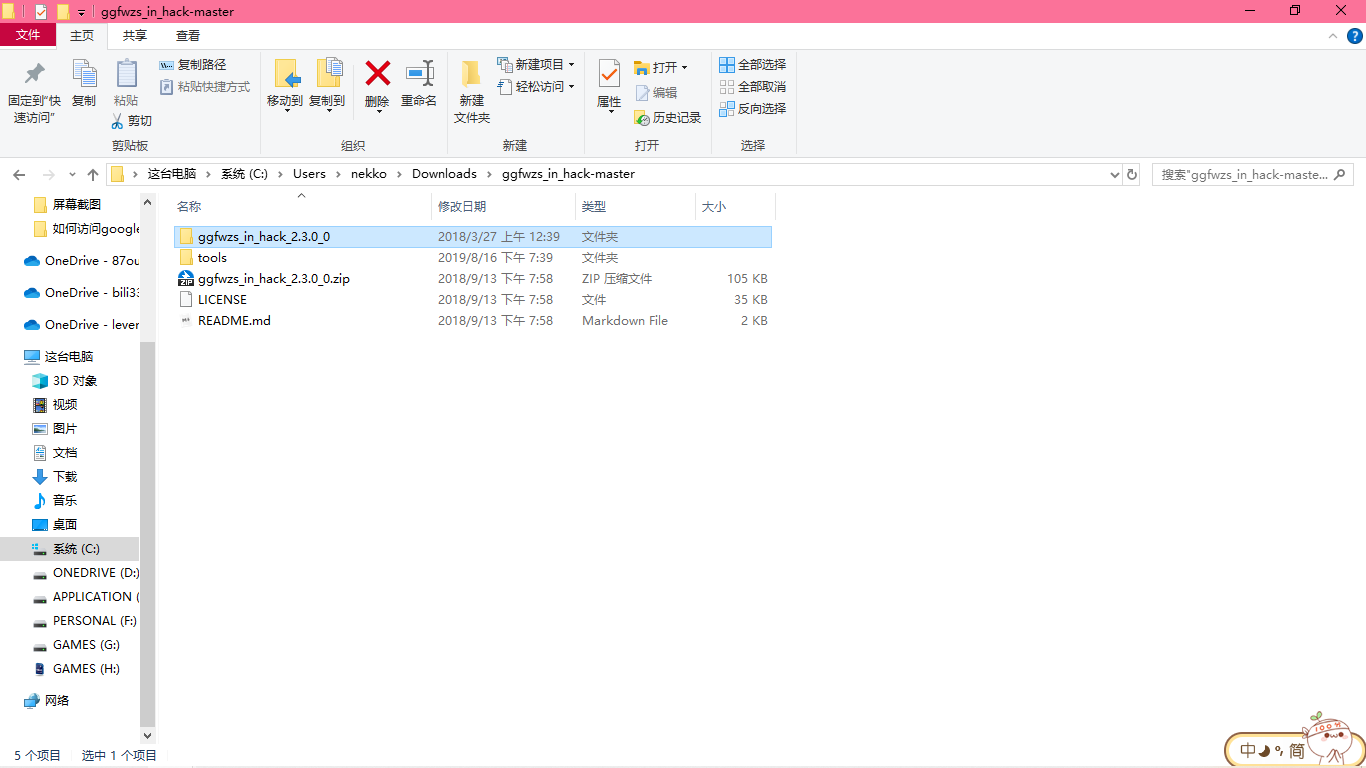 ggfwzs_in_hack-master
文件 主页 共享 查看
固定到"快速访问"
复制
粘贴
复制路径
粘贴快捷方式
剪切
剪贴板
移动到 复制到 删除 重命名
组织
新建文件夹
新建项目
轻松访问
新建
属性
打开
编辑
历史记录
打开
全部选择
全部取消
反向选择
选择
这台电脑 > 系统 (C:) > Users > nekko > Downloads > ggfwzs_in_hack-master
搜索"ggfwzs_in_hack-maste...
屏幕截图
如何访问google
OneDrive - 87ou
OneDrive - bili33
OneDrive - lever
这台电脑
3D 对象
视频
图片
文档
下载
音乐
桌面
系统 (C:)
ONEDRIVE (D:)
APPLICATION (
PERSONAL (F:)
GAMES (G:)
GAMES (H:)
网络
名称 修改日期 类型 大小
ggfwzs_in_hack_2.3.0_0 2018/3/27 上午 12:39 文件夹
tools 2019/8/16 下午 7:39 文件夹
ggfwzs_in_hack_2.3.0_0.zip 2018/9/13 下午 7:58 ZIP 压缩文件 105 KB
LICENSE 2018/9/13 下午 7:58 文件 35 KB
README.md 2018/9/13 下午 7:58 Markdown File 2 KB
5 个项目 选中 1 个项目
中 简
100分